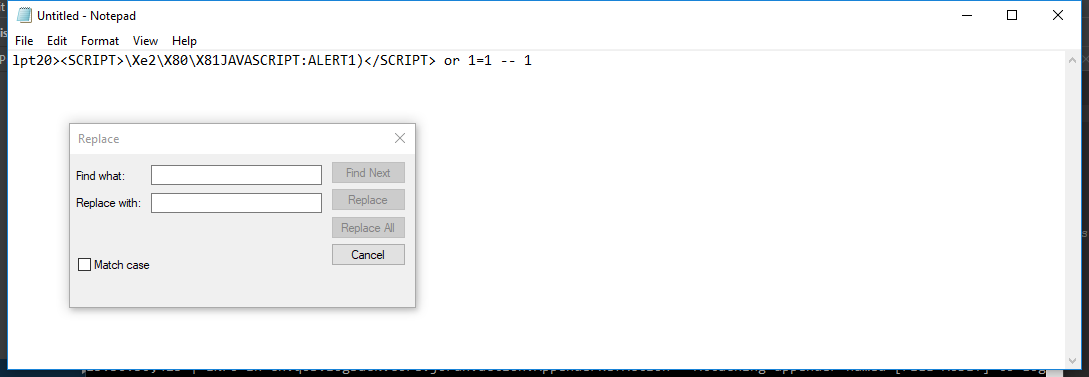 Untitled - Notepad
File Edit Format View Help
lpt20><SCRIPT>\Xe2\X80\X81JAVASCRIPT:ALERT1)</SCRIPT> or 1=1 -- 1
Replace
Find what:
Find Next
Replace with:
Replace
Replace All
Cancel
Match case